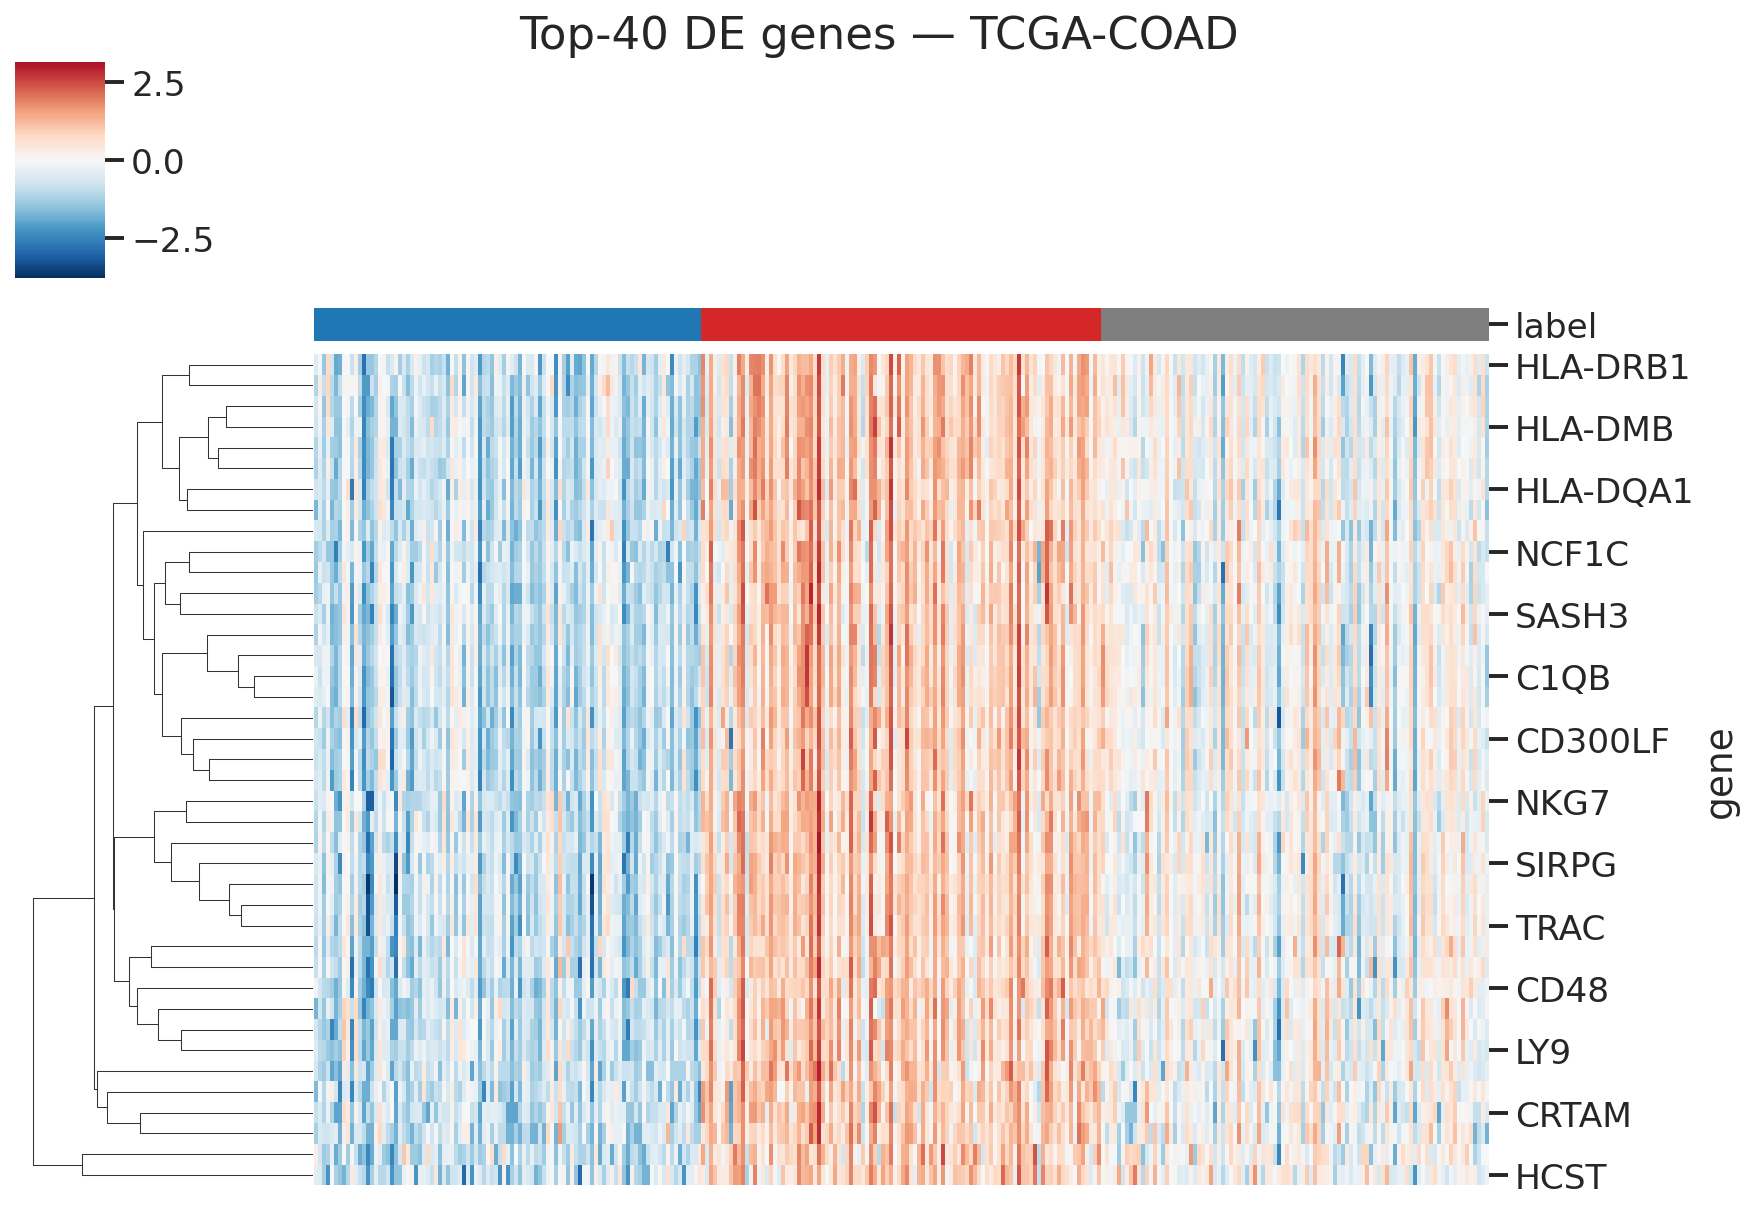 Top-40 DE genes — TCGA-COAD
2.5
0.0
−2.5
label
HLA-DRB1
HLA-DMB
HLA-DQA1
NCF1C
SASH3
C1QB
CD300LF
NKG7
SIRPG
TRAC
CD48
LY9
CRTAM
HCST
gene